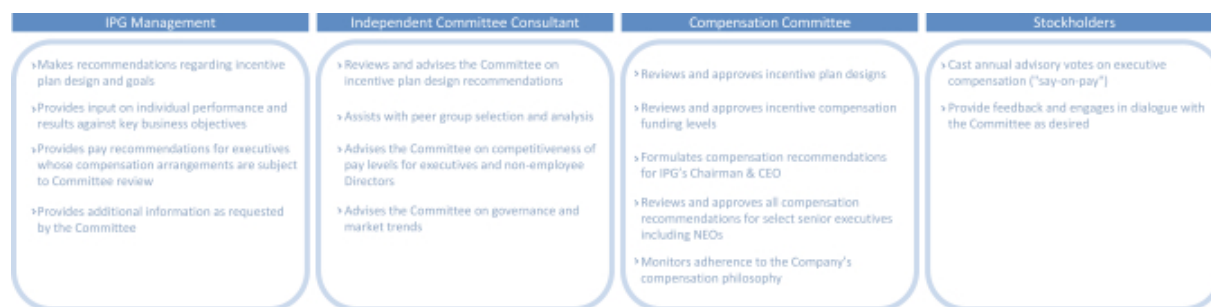 IPG Management
Makes recommendations regarding incentive
plan design and goals
Provides input on individual performance and
results against key business objectives
Provides pay recommendations for executives
whose compensation arrangements are subject
to Committee review
Provides additional information as requested
by the Committee
Independent Committee Consultant
Reviews and advises the Committee on
incentive plan design recommendations
Assists with peer group selection and analysis
Advises the Committee on competitiveness of
pay levels for executives and non-employee
Directors
Advises the Committee on governance and
market trends
Compensation Committee
Reviews and approves incentive plan designs
Reviews and approves incentive compensation
funding levels
Formulates compensation recommendations
for IPG's Chairman & CEO
Reviews and approves all compensation
recommendations for select senior executives
including NEOs
Monitors adherence to the Company's
compensation philosophy
Stockholders
Cast annual advisory votes on executive
compensation ("say-on-pay")
Provide feedback and engages in dialogue with
the Committee as desired